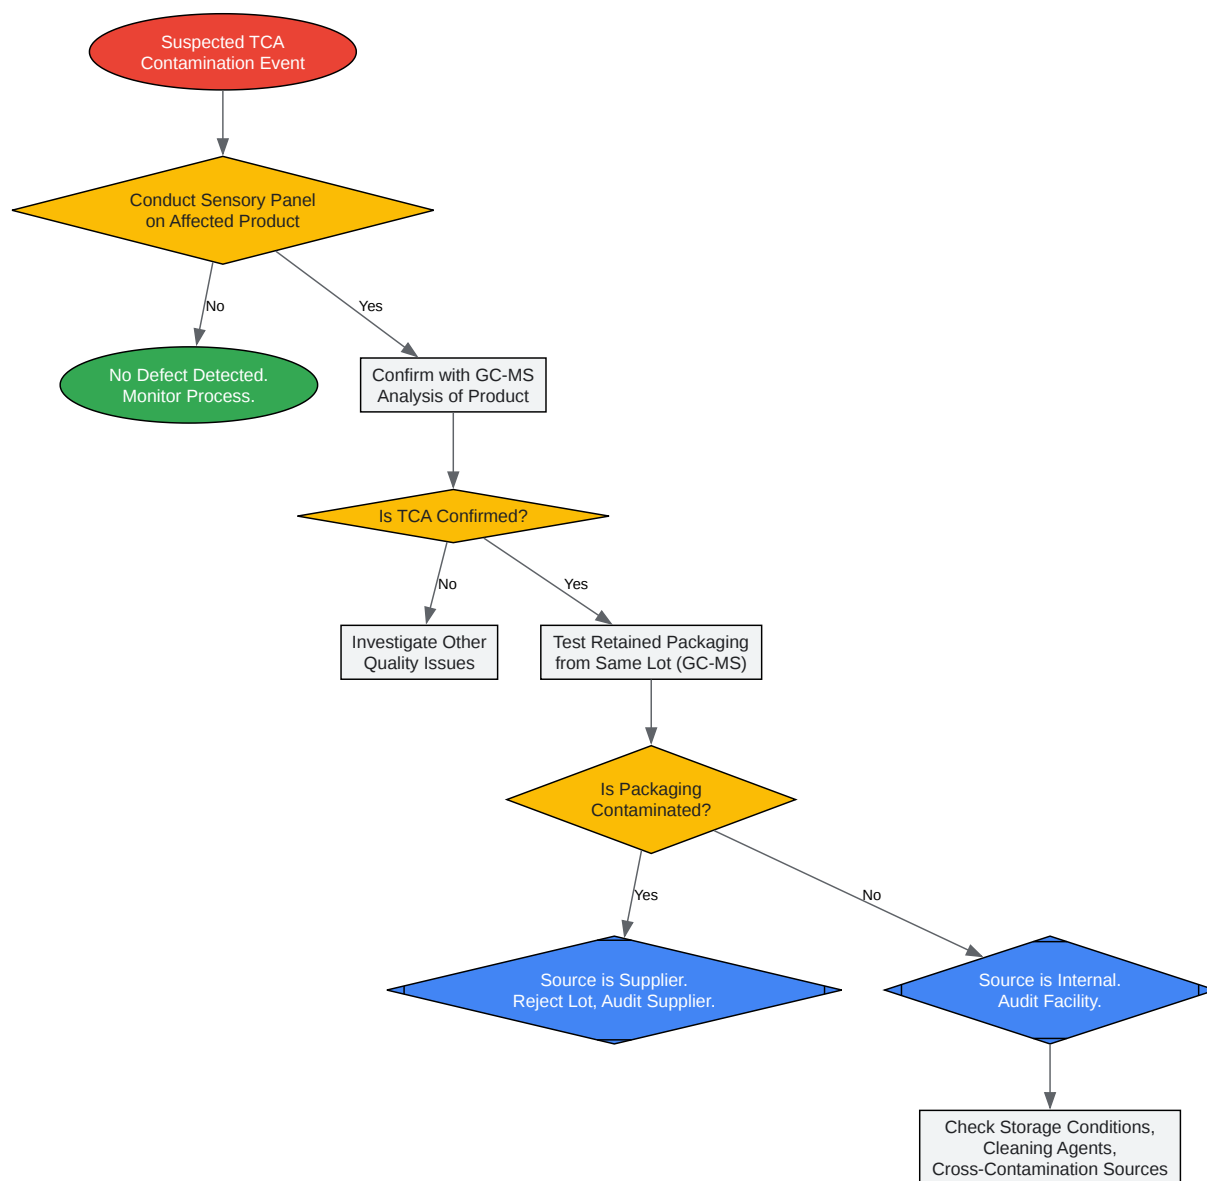 Suspected TCA
Contamination Event
Conduct Sensory Panel
on Affected Product
No
Yes
No Defect Detected.
Monitor Process.
Confirm with GC-MS
Analysis of Product
Is TCA Confirmed?
No
Yes
Investigate Other
Quality Issues
Test Retained Packaging
from Same Lot (GC-MS)
Is Packaging
Contaminated?
Yes
No
Source is Supplier.
Reject Lot, Audit Supplier.
Source is Internal.
Audit Facility.
Check Storage Conditions,
Cleaning Agents,
Cross-Contamination Sources